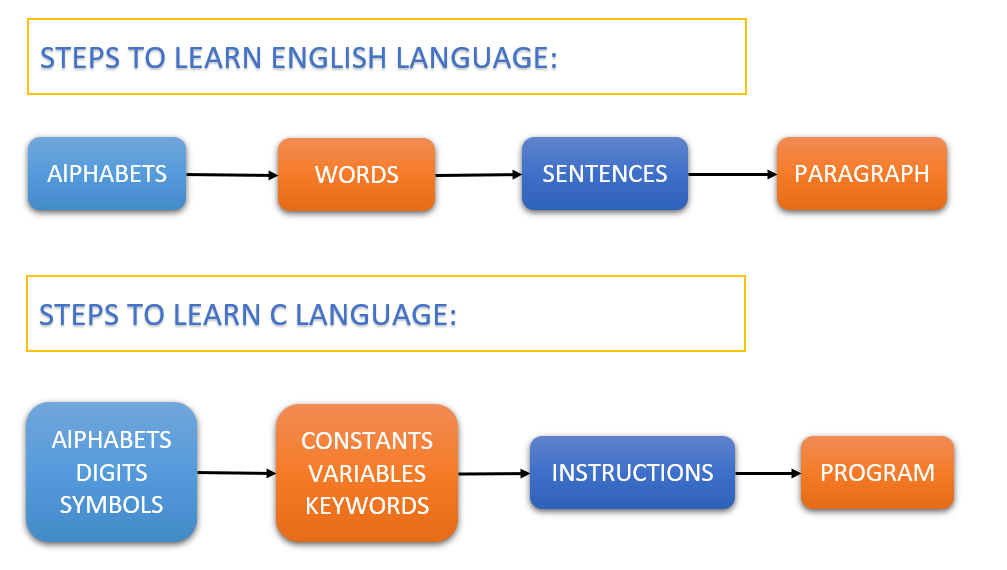 STEPS TO LEARN ENGLISH LANGUAGE:
AlPHABETS
WORDS
SENTENCES
PARAGRAPH
STEPS TO LEARN C LANGUAGE:
AlPHABETS
DIGITS
SYMBOLS
CONSTANTS
VARIABLES
KEYWORDS
INSTRUCTIONS
PROGRAM